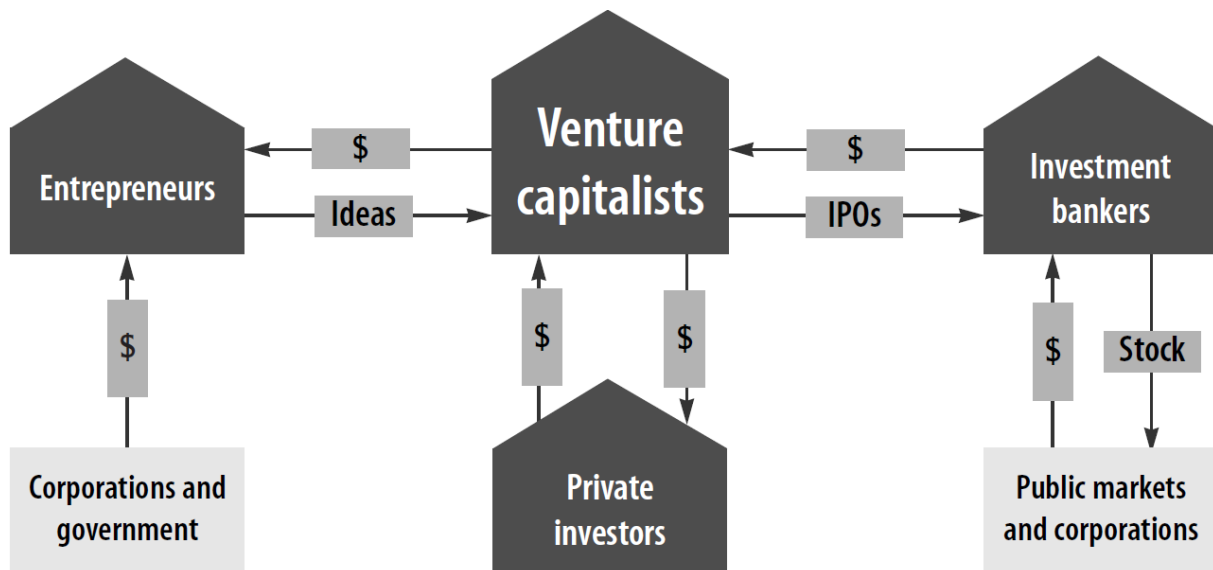 Venture
capitalists
$
$
Entrepreneurs
Investment
bankers
Ideas
IPOs
$
$
$
$
Stock
Corporations and
government
Private
investors
Public markets
and corporations